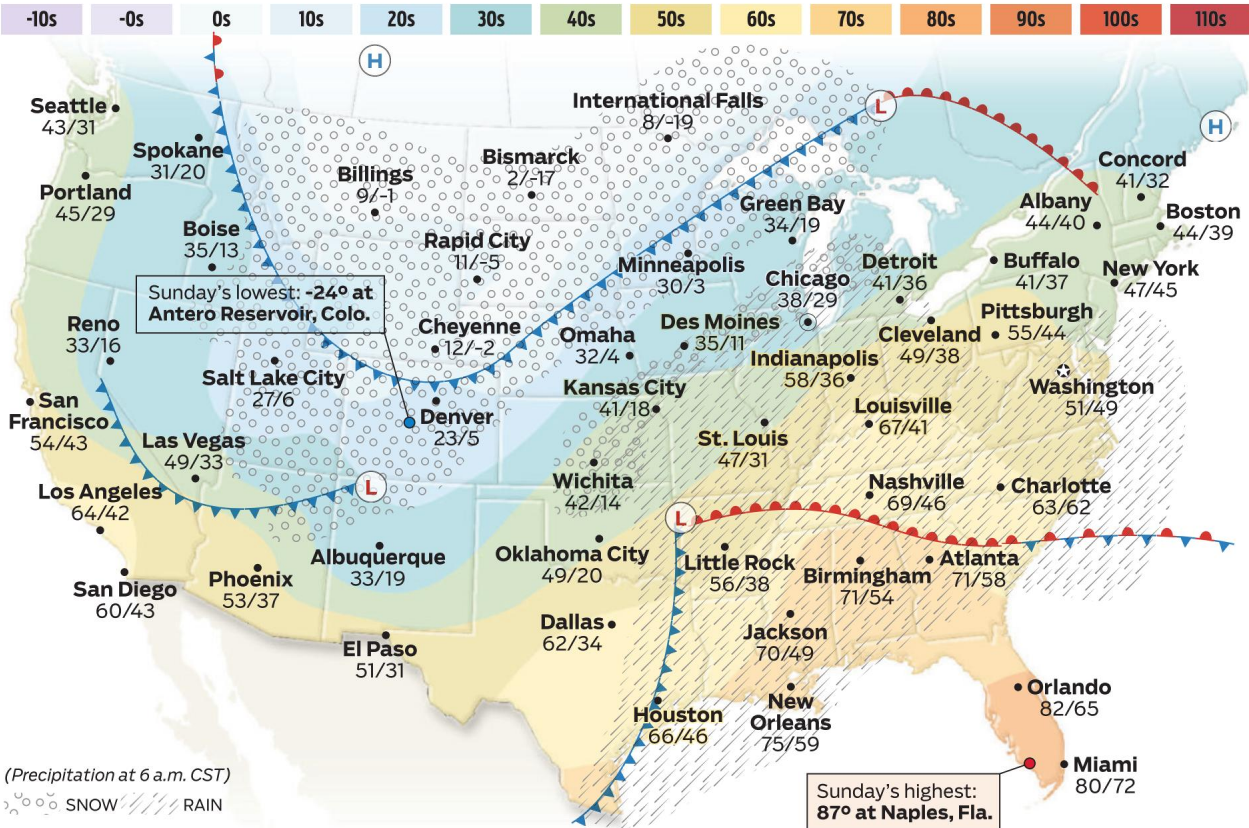 -10s -0s 0s 10s 20s 30s 40s 50s 60s 70s 80s 90s 100s 110s
H
Seattle
43/31
International Falls
8/-19
L
H
Spokane
31/20
Bismarck
2/-17
Concord
41/32
Portland
45/29
Billings
9/-1
Green Bay
34/19
Albany
44/40
Boston
44/39
Boise
35/13
Rapid City
11/-5
Minneapolis
30/3
Chicago
38/29
Detroit
41/36
Buffalo
41/37
New York
47/45
Sunday's lowest: -24º at
Antero Reservoir, Colo.
Reno
33/16
Cheyenne
12/-2
Omaha
32/4
Des Moines
35/11
Cleveland
49/38
Pittsburgh
55/44
Salt Lake City
27/6
Indianapolis
58/36
Washington
51/49
San
Francisco
54/43
Denver
23/5
Kansas City
41/18
Louisville
67/41
Las Vegas
49/33
St. Louis
47/31
Los Angeles
64/42
L
Wichita
42/14
L
Nashville
69/46
Charlotte
63/62
San Diego
60/43
Phoenix
53/37
Albuquerque
33/19
Oklahoma City
49/20
Little Rock
56/38
Birmingham
71/54
Atlanta
71/58
El Paso
51/31
Dallas
62/34
Jackson
70/49
Houston
66/46
New
Orleans
75/59
Orlando
82/65
Miami
80/72
Sunday's highest:
87º at Naples, Fla.
(Precipitation at 6 a.m. CST)
SNOW RAIN